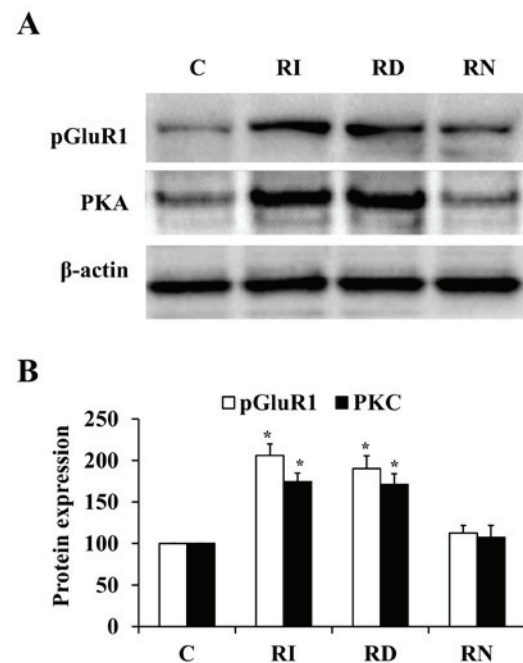 A
C RI RD RN
pGluR1
PKA
β-actin
B
pGluR1 PKC
Protein expression
250
200
150
100
50
0
* * * *
C RI RD RN